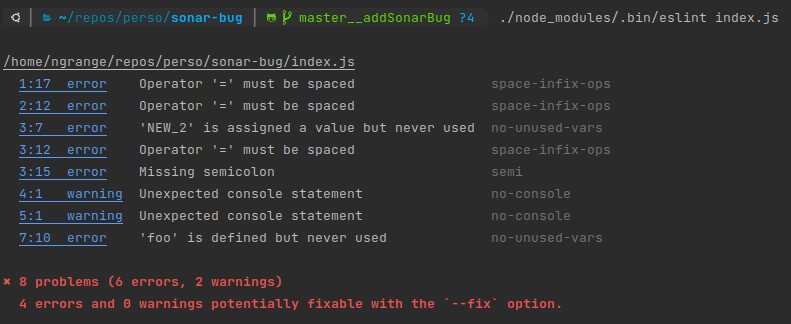 ~/repos/perso/sonar-bug master__addSonarBug ?4 ./node_modules/.bin/eslint index.js
/home/ngrange/repos/perso/sonar-bug/index.js
1:17 error Operator '=' must be spaced space-infix-ops
2:12 error Operator '=' must be spaced space-infix-ops
3:7 error 'NEW_2' is assigned a value but never used no-unused-vars
3:12 error Operator '=' must be spaced space-infix-ops
3:15 error Missing semicolon semi
4:1 warning Unexpected console statement no-console
5:1 warning Unexpected console statement no-console
7:10 error 'foo' is defined but never used no-unused-vars
✖ 8 problems (6 errors, 2 warnings)
4 errors and 0 warnings potentially fixable with the `--fix` option.